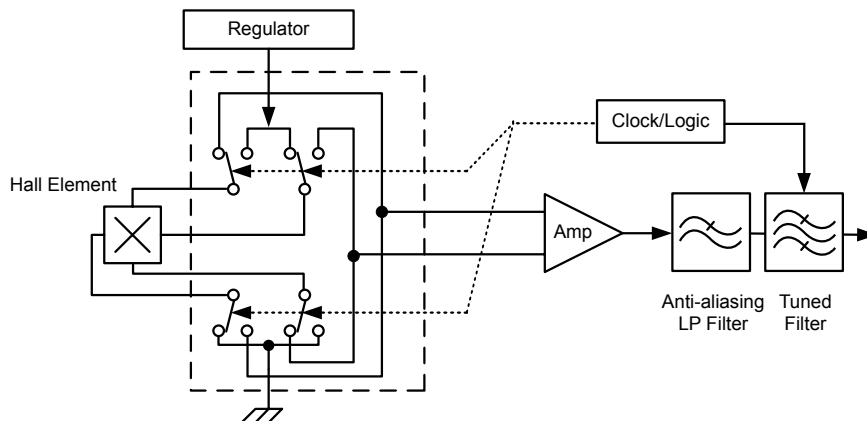 Regulator
Clock/Logic
Hall Element
Amp
Anti-aliasing
LP Filter
Tuned
Filter